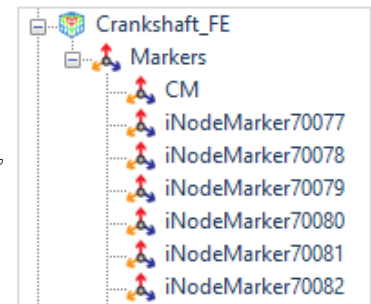 Crankshaft_FE
Markers
CM
iNodeMarker70077
iNodeMarker70078
iNodeMarker70079
iNodeMarker70080
iNodeMarker70081
iNodeMarker70082